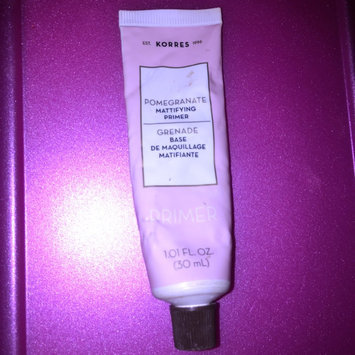 EST. KORRES 1996
POMEGRANATE
MATTIFYING
PRIMER
GRENADE
BASE
DE MAQUILLAGE
MATIFIANTE
PRIMER
1.01 FL. OZ.
(30 mL)